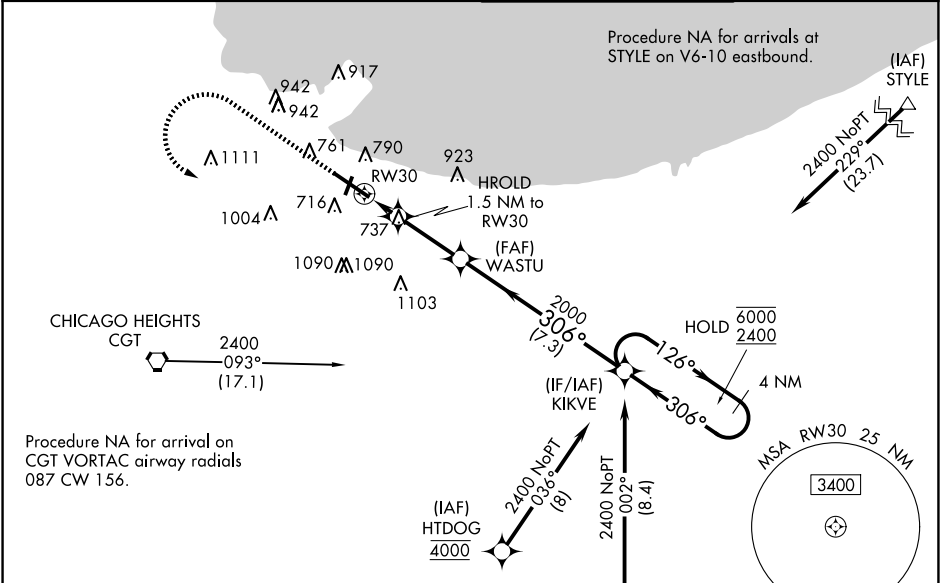 Procedure NA for arrivals at
STYLE on V6-10 eastbound.
(IAF)
STYLE
2400 NoPT
229°
(23.7)
917
942
942
761
790
1111
RW30
923
HROLD
1.5 NM to
RW30
716
1004
737
(FAF)
WASTU
1090
1090
1103
2000
306°
(7.3)
CHICAGO HEIGHTS
CGT
2400
093°
(17.1)
HOLD
6000
2400
126°
4 NM
306°
(IF/IAF)
KIKVE
Procedure NA for arrival on
CGT VORTAC airway radials
087 CW 156.
2400 NoPT
036°
(8)
2400 NoPT
002°
(8.4)
(IAF)
HTDOG
4000
MSA RW30 25 NM
3400